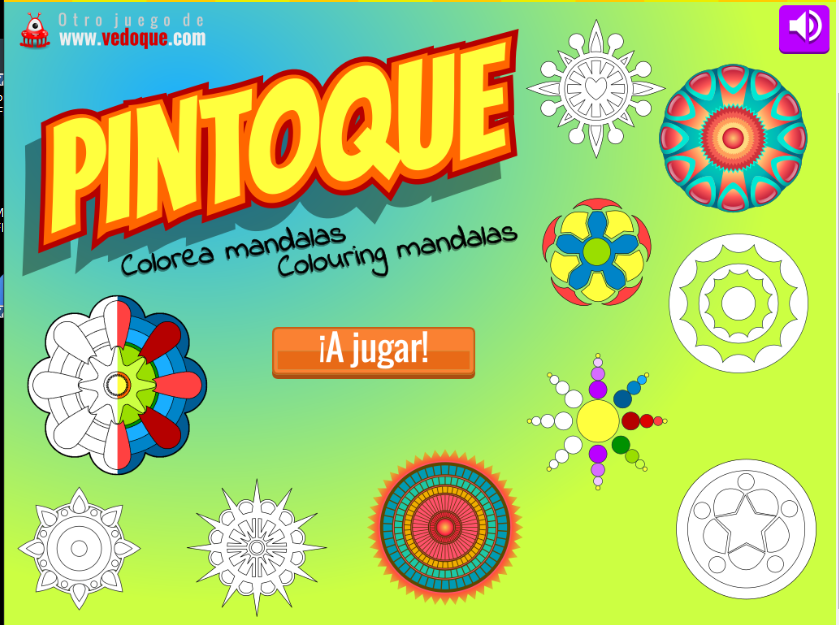 Otro juego de
www.vedoque.com
PINTOQUE
Colorea mandalas
Colouring mandalas
¡A jugar!